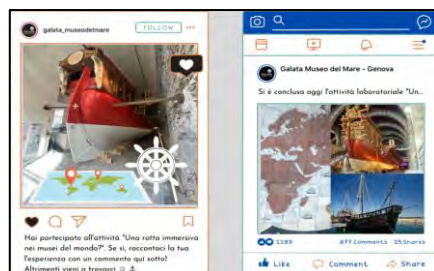 galata_museodelmare
FOLLOW
Hai partecipato all'attività "Una rotta immersiva
nei musei del mondo?". Se sì, raccontaci la tua
l'esperienza con un commento qui sotto!
Altrimenti vieni a trovarci
Galata Museo del Mare - Genova
Si è conclusa oggi l'attività laboratoriale "Un...
1189
Comments
25 Shares
Like
Comment
Share